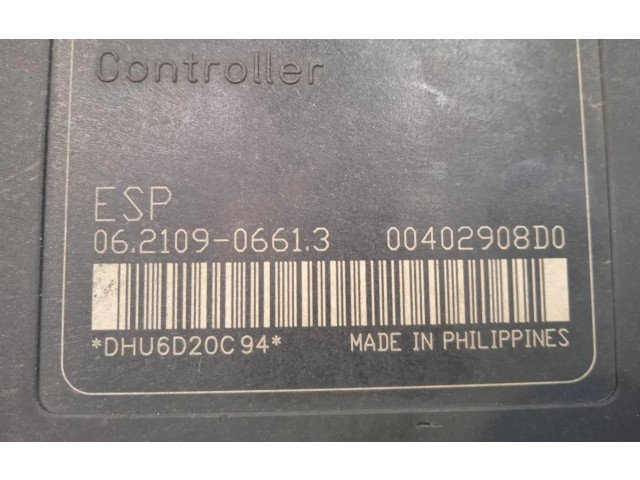 Controller
ESP
06.2109-0661.3 00402908D0
*DHU6D20C94* MADE IN PHILIPPINES